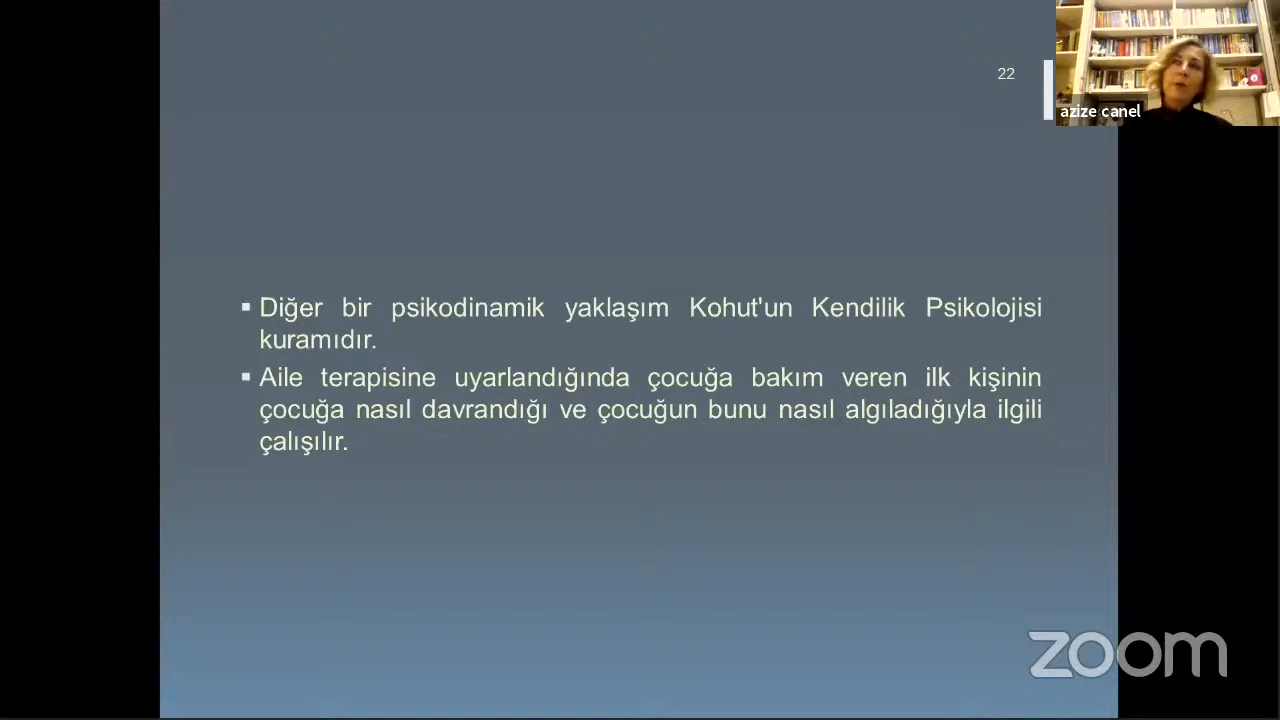 22
azize canel
Diğer bir psikodinamik yaklaşım Kohut'un Kendilik Psikolojisi
kuramıdır.
Aile terapisine uyarlandığında çocuğa bakım veren ilk kişinin
çocuğa nasıl davrandığı ve çocuğun bunu nasıl algıladığıyla ilgili
çalışılır.
zoom